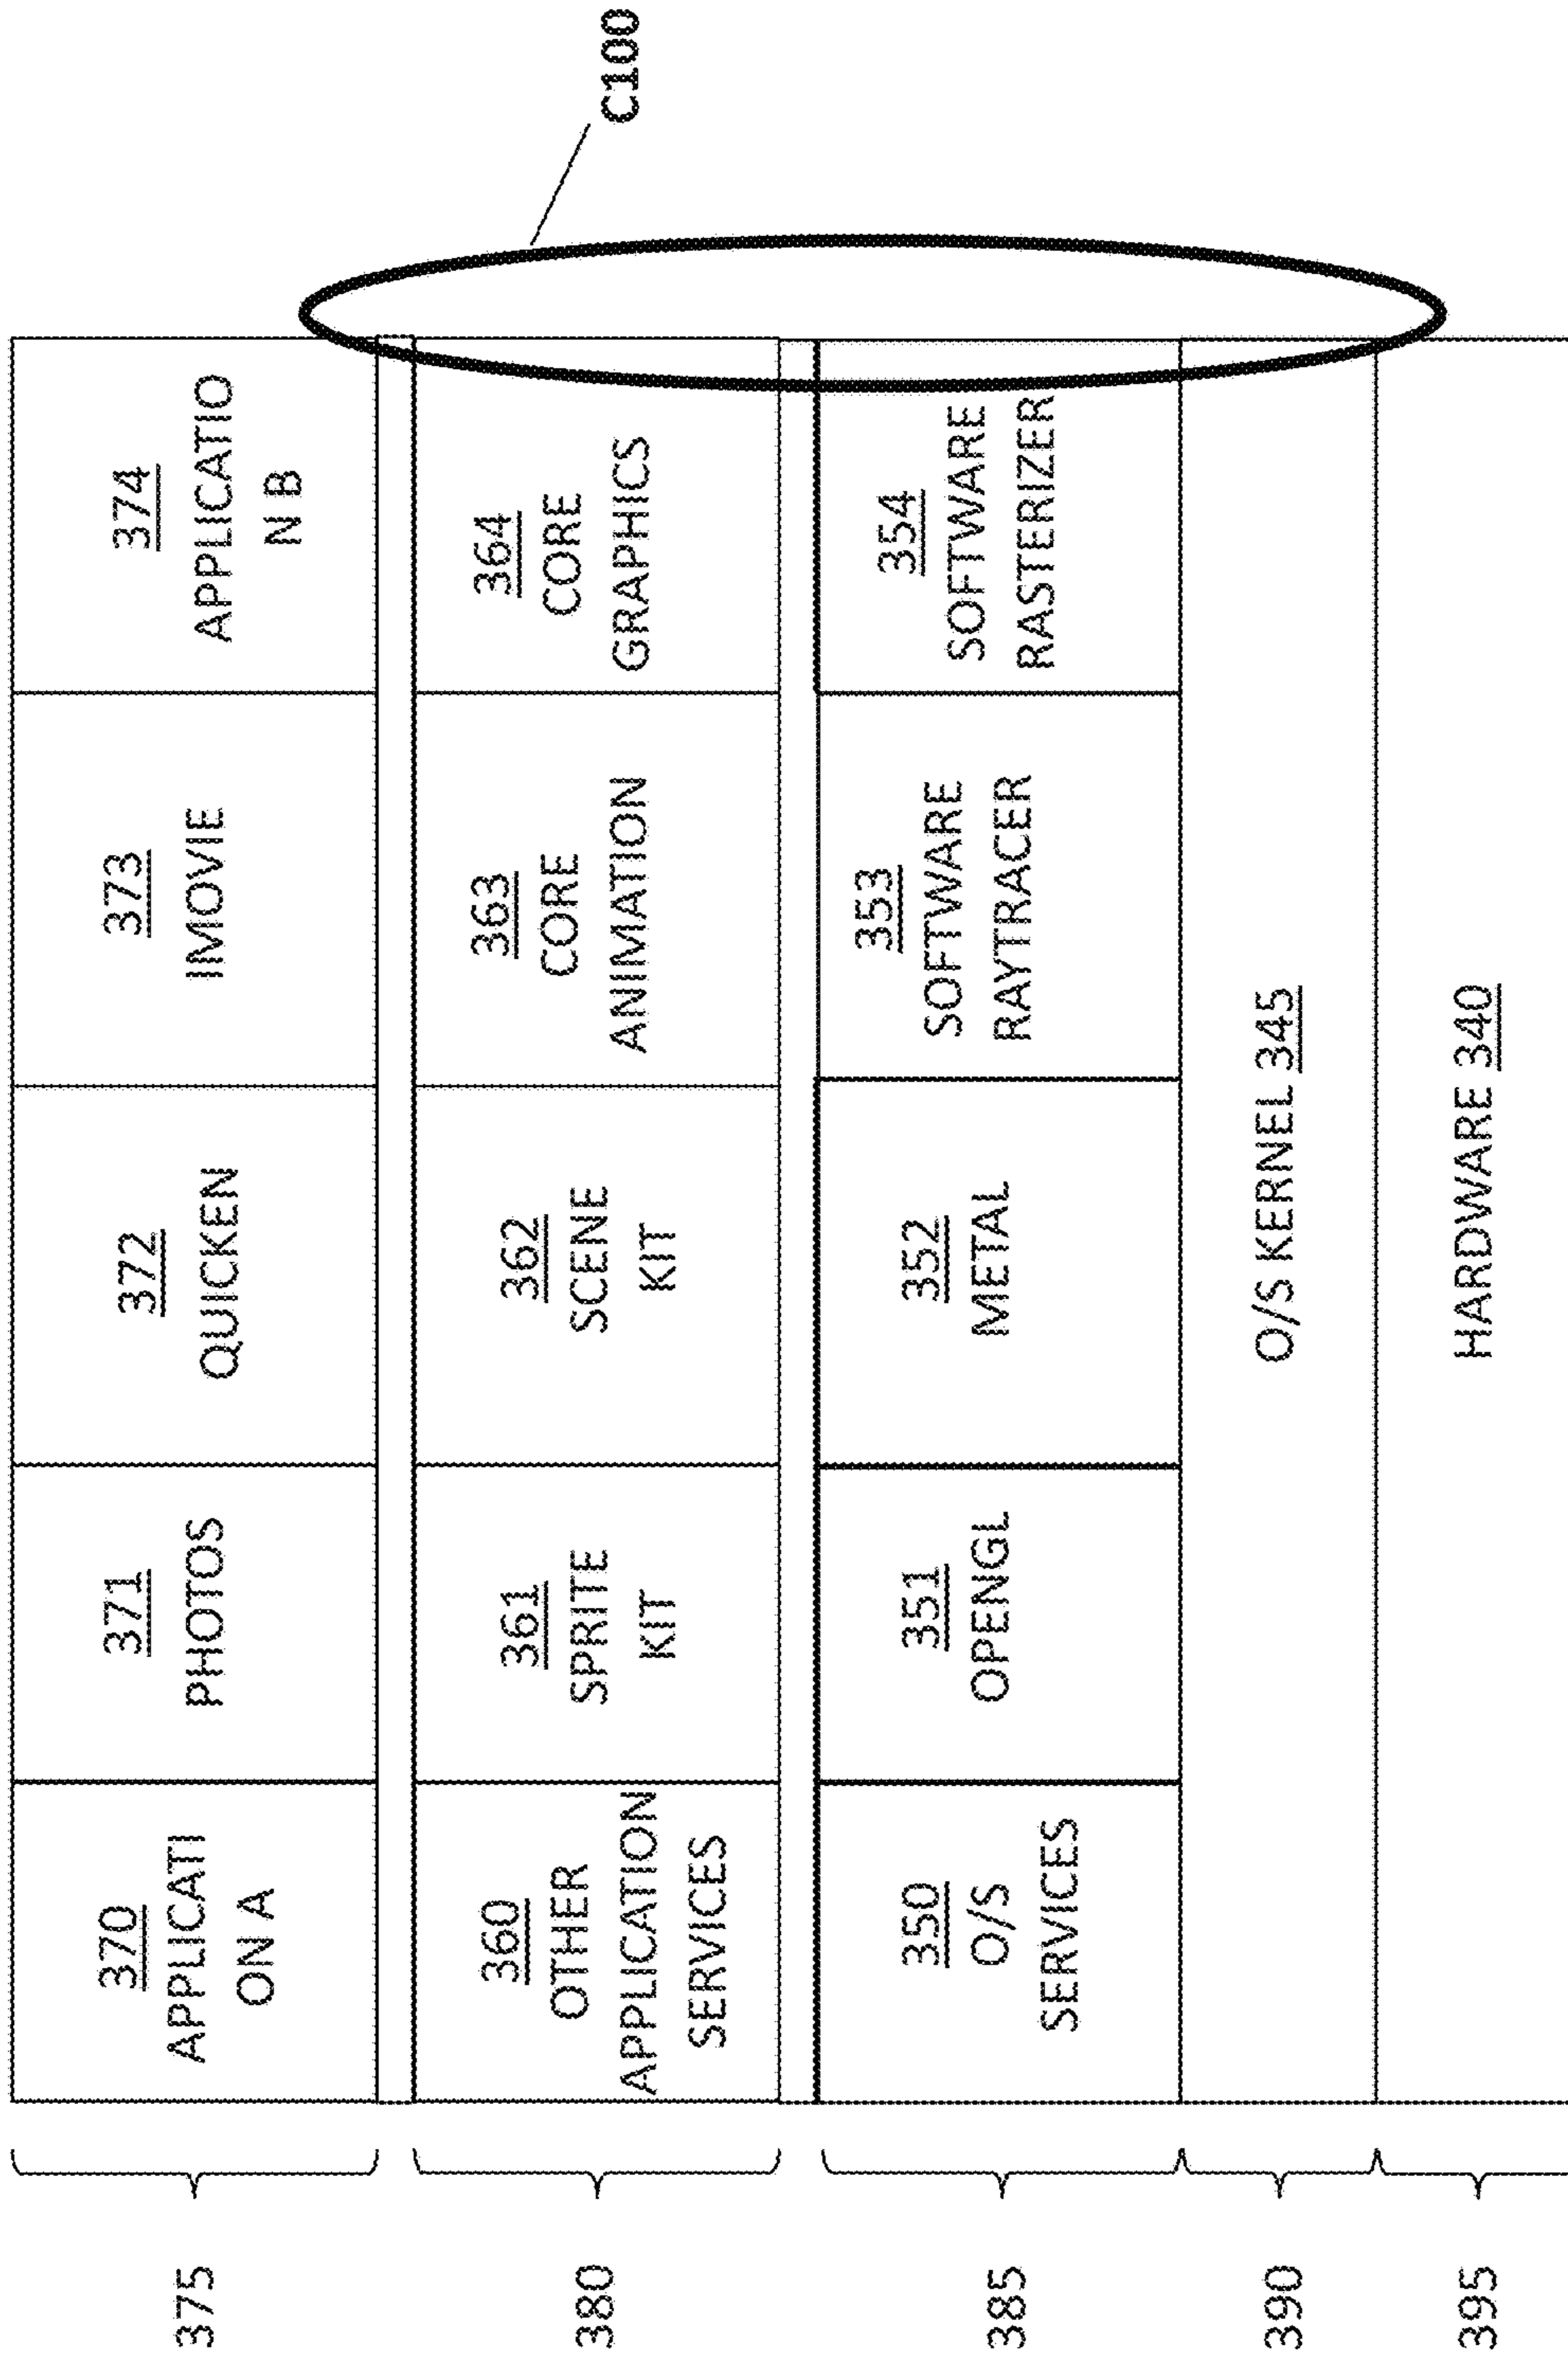 C100
375
370
APPLICATI
ON A
371
PHOTOS
372
QUICKEN
373
IMOVIE
374
APPLICATIO
N B
380
360
OTHER
APPLICATION
SERVICES
361
SPRITE
KIT
362
SCENE
KIT
363
CORE
ANIMATION
364
CORE
GRAPHICS
385
350
O/S
SERVICES
351
OPENGL
352
METAL
353
SOFTWARE
RAYTRACER
354
SOFTWARE
RASTERIZER
390
O/S KERNEL 345
395
HARDWARE 340